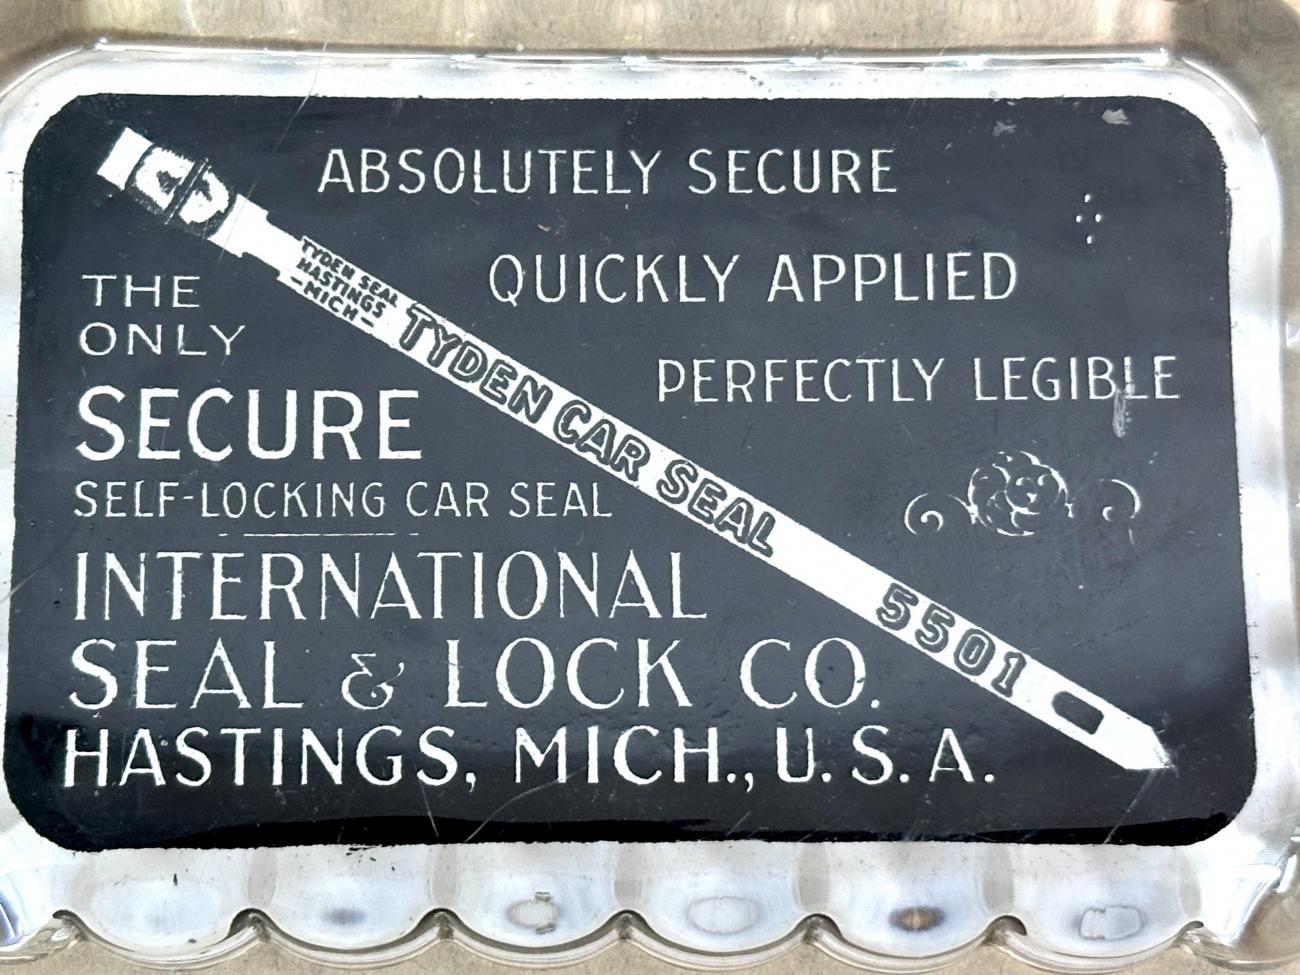 ABSOLUTELY SECURE
QUICKLY APPLIED
PERFECTLY LEGIBLE
TYDEN SEAL
HASTINGS
-MICH-
TYDEN CAR SEAL 5501
THE
ONLY
SECURE
SELF-LOCKING CAR SEAL
INTERNATIONAL
SEAL & LOCK CO.
HASTINGS, MICH., U.S.A.